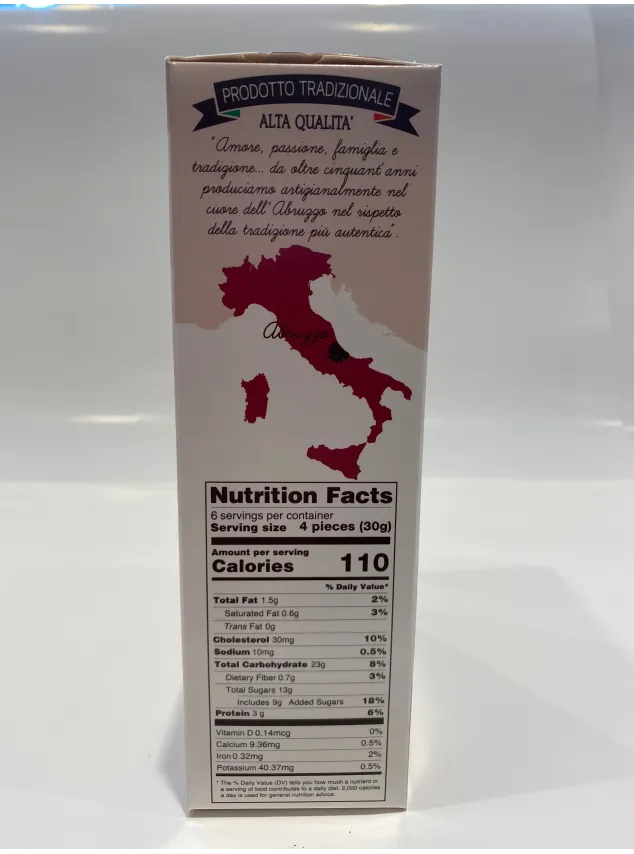 PRODOTTO TRADIZIONALE
ALTA QUALITA'
"Amore, passione, famiglia e
tradizione... da oltre cinquant'anni
produciamo artigianalmente nel
cuore dell'Abruzzo nel rispetto
della tradizione più autentica".
Abruzzo
Nutrition Facts
6 servings per container
Serving size 4 pieces (30g)
Amount per serving
Calories 110
% Daily Value*
Total Fat 1.5g 2%
Saturated Fat 0.6g 3%
Trans Fat 0g
Cholesterol 30mg 10%
Sodium 10mg 0.5%
Total Carbohydrate 23g 8%
Dietary Fiber 0.7g 3%
Total Sugars 13g
Includes 9g Added Sugars 18%
Protein 3 g 6%
Vitamin D 0.14mcg 0%
Calcium 9.36mg 0.5%
Iron 0.32mg 2%
Potassium 40.37mg 0.5%
* The % Daily Value (DV) tells you how much a nutrient in
a serving of food contributes to a daily diet. 2,000 calories
a day is used for general nutrition advice.